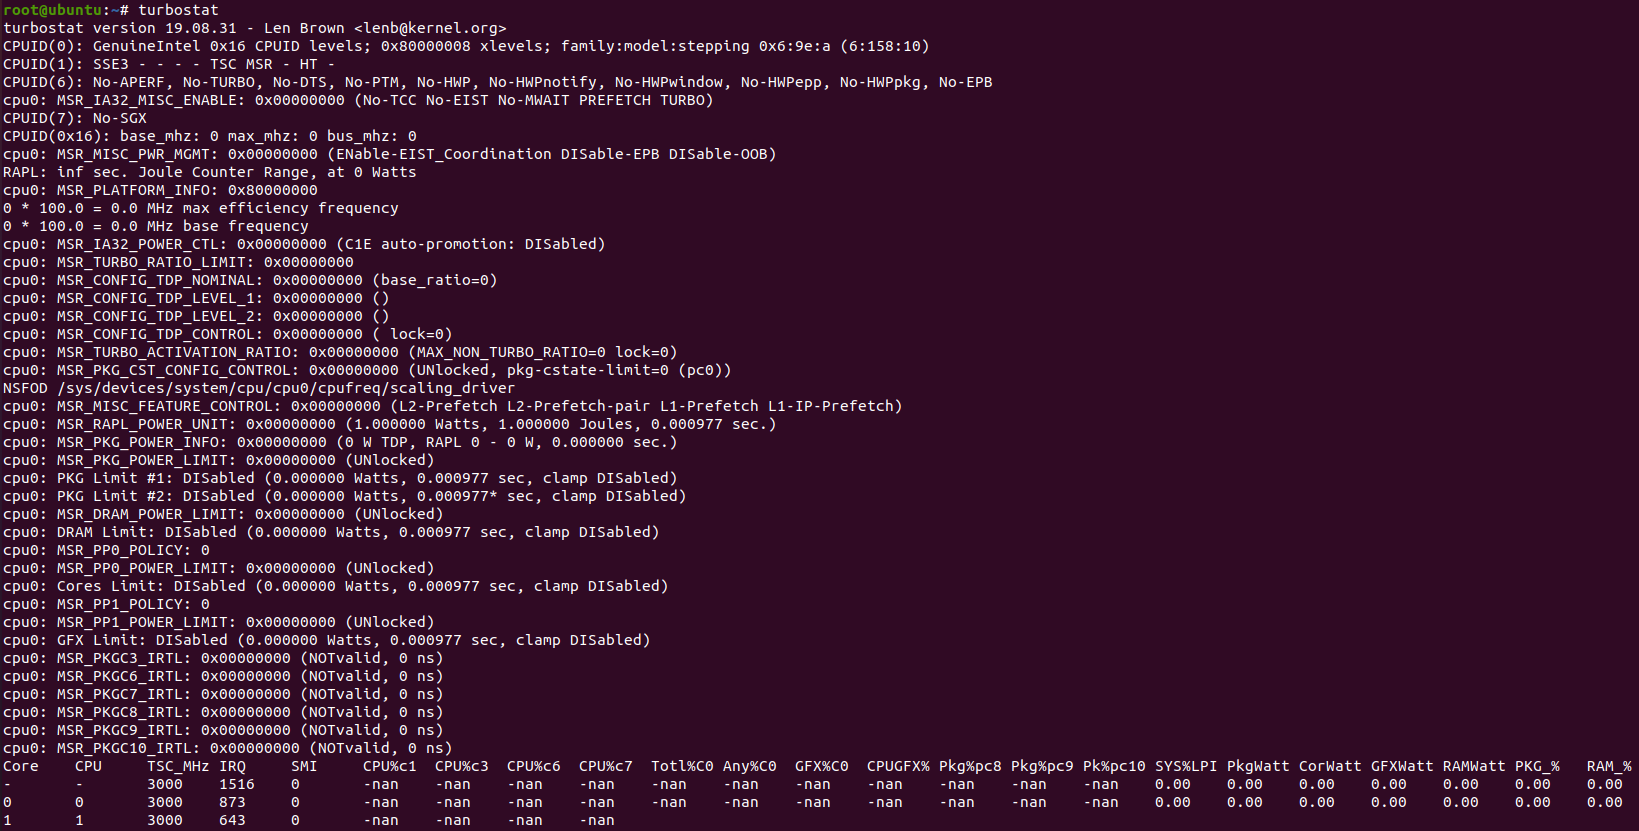 root@ubuntu:~# turbostat
turbostat version 19.08.31 - Len Brown <lenb@kernel.org>
CPUID(0): GenuineIntel 0x16 CPUID levels; 0x80000008 xlevels; family:model:stepping 0x6:9e:a (6:158:10)
CPUID(1): SSE3 - - - - TSC MSR - HT -
CPUID(6): No-APERF, No-TURBO, No-DTS, No-PTM, No-HWP, No-HWPnotify, No-HWPwindow, No-HWPepp, No-HWPpkg, No-EPB
cpu0: MSR_IA32_MISC_ENABLE: 0x00000000 (No-TCC No-EIST No-MWAIT PREFETCH TURBO)
CPUID(7): No-SGX
CPUID(0x16): base_mhz: 0 max_mhz: 0 bus_mhz: 0
cpu0: MSR_MISC_PWR_MGMT: 0x00000000 (ENable-EIST_Coordination DISable-EPB DISable-OOB)
RAPL: inf sec. Joule Counter Range, at 0 Watts
cpu0: MSR_PLATFORM_INFO: 0x80000000
0 * 100.0 = 0.0 MHz max efficiency frequency
0 * 100.0 = 0.0 MHz base frequency
cpu0: MSR_IA32_POWER_CTL: 0x00000000 (C1E auto-promotion: DISabled)
cpu0: MSR_TURBO_RATIO_LIMIT: 0x00000000
cpu0: MSR_CONFIG_TDP_NOMINAL: 0x00000000 (base_ratio=0)
cpu0: MSR_CONFIG_TDP_LEVEL_1: 0x00000000 ()
cpu0: MSR_CONFIG_TDP_LEVEL_2: 0x00000000 ()
cpu0: MSR_CONFIG_TDP_CONTROL: 0x00000000 ( lock=0)
cpu0: MSR_TURBO_ACTIVATION_RATIO: 0x00000000 (MAX_NON_TURBO_RATIO=0 lock=0)
cpu0: MSR_PKG_CST_CONFIG_CONTROL: 0x00000000 (UNlocked, pkg-cstate-limit=0 (pc0))
NSFOD /sys/devices/system/cpu/cpu0/cpufreq/scaling_driver
cpu0: MSR_MISC_FEATURE_CONTROL: 0x00000000 (L2-Prefetch L2-Prefetch-pair L1-Prefetch L1-IP-Prefetch)
cpu0: MSR_RAPL_POWER_UNIT: 0x00000000 (1.000000 Watts, 1.000000 Joules, 0.000977 sec.)
cpu0: MSR_PKG_POWER_INFO: 0x00000000 (0 W TDP, RAPL 0 - 0 W, 0.000000 sec.)
cpu0: MSR_PKG_POWER_LIMIT: 0x00000000 (UNlocked)
cpu0: PKG Limit #1: DISabled (0.000000 Watts, 0.000977 sec, clamp DISabled)
cpu0: PKG Limit #2: DISabled (0.000000 Watts, 0.000977* sec, clamp DISabled)
cpu0: MSR_DRAM_POWER_LIMIT: 0x00000000 (UNlocked)
cpu0: DRAM Limit: DISabled (0.000000 Watts, 0.000977 sec, clamp DISabled)
cpu0: MSR_PP0_POLICY: 0
cpu0: MSR_PP0_POWER_LIMIT: 0x00000000 (UNlocked)
cpu0: Cores Limit: DISabled (0.000000 Watts, 0.000977 sec, clamp DISabled)
cpu0: MSR_PP1_POLICY: 0
cpu0: MSR_PP1_POWER_LIMIT: 0x00000000 (UNlocked)
cpu0: GFX Limit: DISabled (0.000000 Watts, 0.000977 sec, clamp DISabled)
cpu0: MSR_PKGC3_IRTL: 0x00000000 (NOTvalid, 0 ns)
cpu0: MSR_PKGC6_IRTL: 0x00000000 (NOTvalid, 0 ns)
cpu0: MSR_PKGC7_IRTL: 0x00000000 (NOTvalid, 0 ns)
cpu0: MSR_PKGC8_IRTL: 0x00000000 (NOTvalid, 0 ns)
cpu0: MSR_PKGC9_IRTL: 0x00000000 (NOTvalid, 0 ns)
cpu0: MSR_PKGC10_IRTL: 0x00000000 (NOTvalid, 0 ns)
Core CPU TSC_MHz IRQ SMI CPU%c1 CPU%c3 CPU%c6 CPU%c7 Totl%C0 Any%C0 GFX%C0 CPUGFX% Pkg%pc8 Pkg%pc9 Pk%pc10 SYS%LPI PkgWatt CorWatt GFXWatt RAMWatt PKG_% RAM_%
- - 3000 1516 0 -nan -nan -nan -nan -nan -nan -nan -nan -nan -nan -nan 0.00 0.00 0.00 0.00 0.00 0.00 0.00
0 0 3000 873 0 -nan -nan -nan -nan -nan -nan -nan -nan -nan -nan -nan 0.00 0.00 0.00 0.00 0.00 0.00 0.00
1 1 3000 643 0 -nan -nan -nan -nan